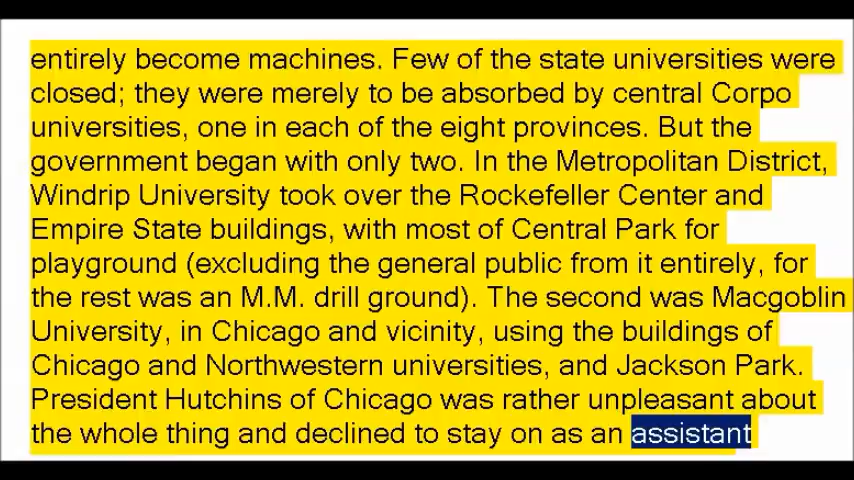 entirely become machines. Few of the state universities were
closed; they were merely to be absorbed by central Corpo
universities, one in each of the eight provinces. But the
government began with only two. In the Metropolitan District,
Windrip University took over the Rockefeller Center and
Empire State buildings, with most of Central Park for
playground (excluding the general public from it entirely, for
the rest was an M.M. drill ground). The second was Macgoblin
University, in Chicago and vicinity, using the buildings of
Chicago and Northwestern universities, and Jackson Park.
President Hutchins of Chicago was rather unpleasant about
the whole thing and declined to stay on as an assistant